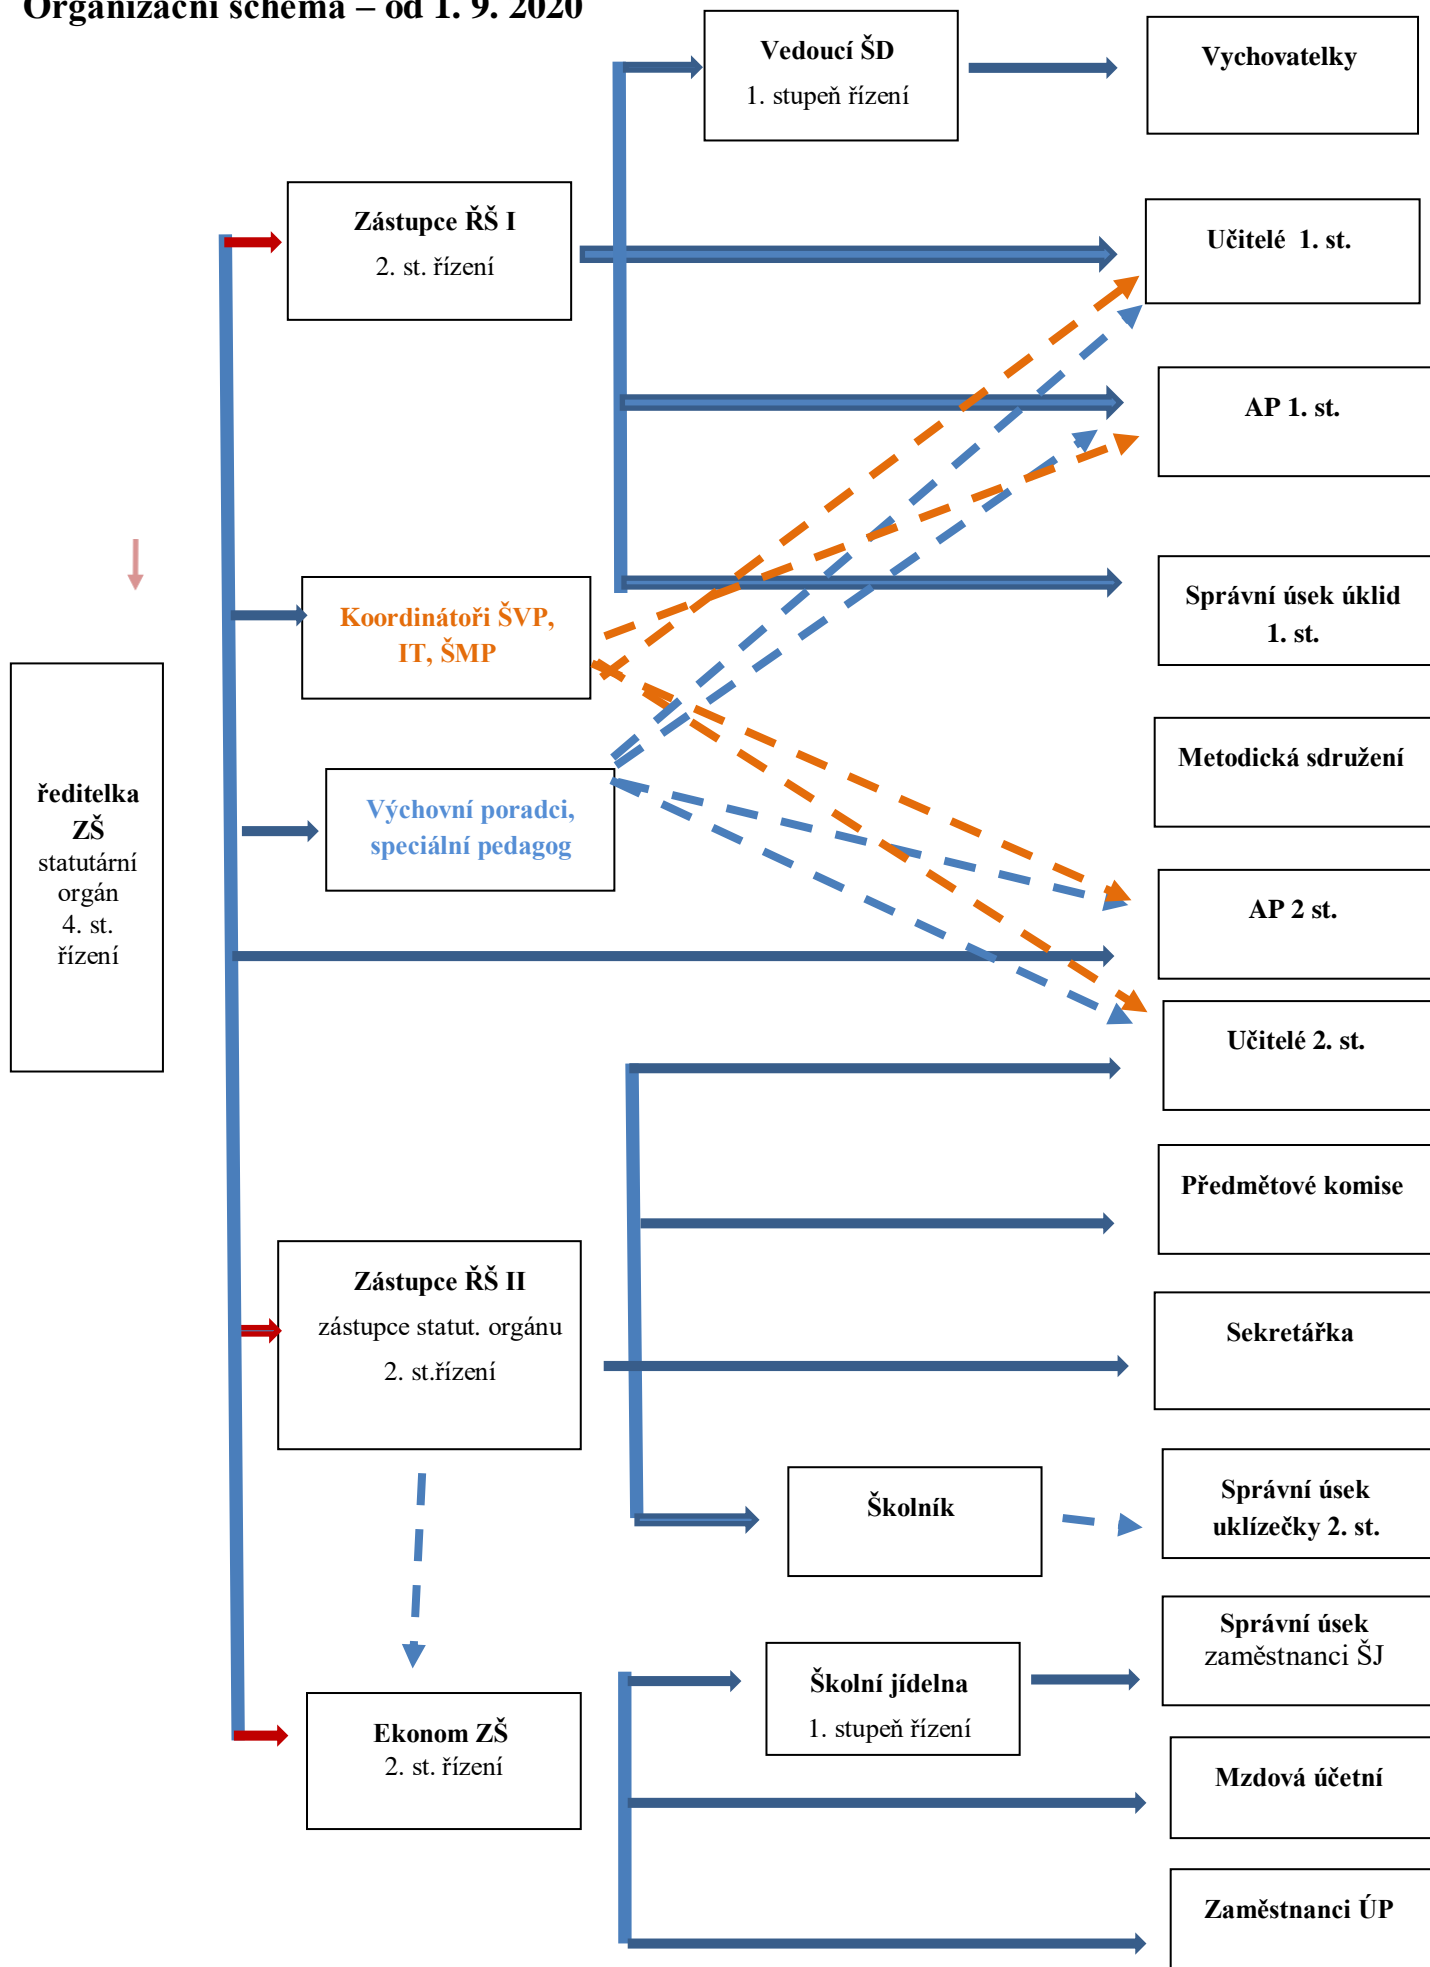 Organizační schéma – od 1. 9. 2020
Vedoucí ŠD
1. stupeň řízení
Vychovatelky
Zástupce ŘŠ I
2. st. řízení
Učitelé 1. st.
AP 1. st.
Koordinátoři ŠVP,
IT, ŠMP
Správní úsek úklid
1. st.
ředitelka
ZŠ
statutární
orgán
4. st.
řízení
Metodická sdružení
Výchovní poradci,
speciální pedagog
AP 2 st.
Učitelé 2. st.
Předmětové komise
Zástupce ŘŠ II
zástupce statut. orgánu
2. st.řízení
Sekretářka
Školník
Správní úsek
uklízečky 2. st.
Správní úsek
zaměstnanci ŠJ
Školní jídelna
1. stupeň řízení
Ekonom ZŠ
2. st. řízení
Mzdová účetní
Zaměstnanci ÚP